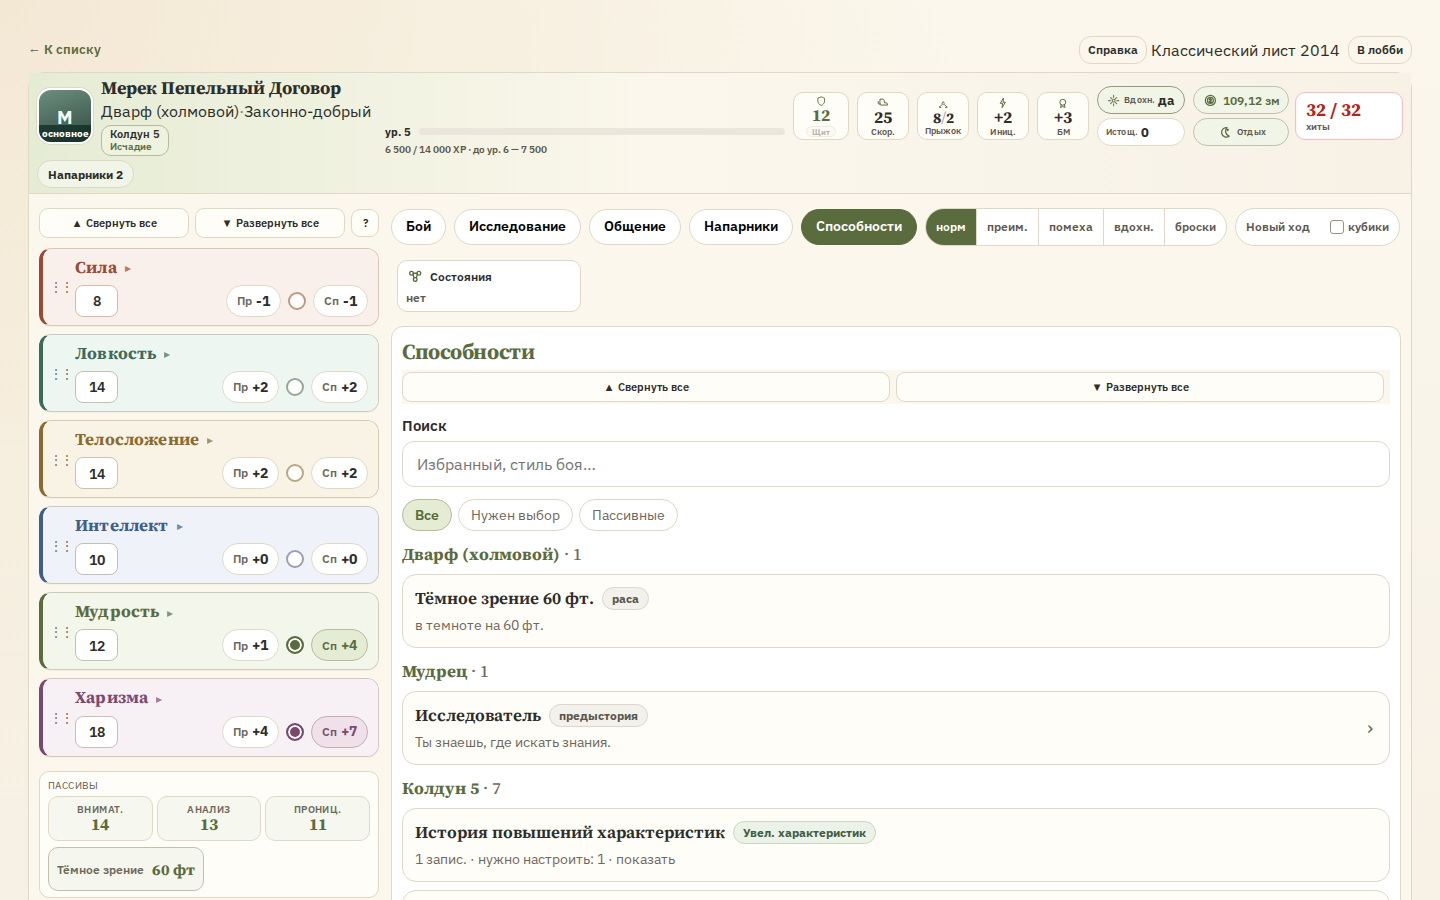 ← К списку
Справка Классический лист 2014 В лобби
М
основное
Мерек Пепельный Договор
Дварф (холмовой)·Законно-добрый
Колдун 5
Исчадие
Напарники 2
ур. 5
6 500 / 14 000 XP · до ур. 6 — 7 500
12
Щит
25
Скор.
8/2
Прыжок
+2
Иниц.
+3
БМ
Вдохн. да
Истощ. 0
109,12 зм
Отдых
32 / 32
хиты
▲ Свернуть все
▼ Развернуть все
?
Сила ▸
8
Пр -1
Сп -1
Ловкость ▸
14
Пр +2
Сп +2
Телосложение ▸
14
Пр +2
Сп +2
Интеллект ▸
10
Пр +0
Сп +0
Мудрость ▸
12
Пр +1
Сп +4
Харизма ▸
18
Пр +4
Сп +7
ПАССИВЫ
ВНИМАТ.
14
АНАЛИЗ
13
ПРОНИЦ.
11
Тёмное зрение 60 фт
Бой
Исследование
Общение
Напарники
Способности
норм
преим.
помеха
вдохн.
броски
Новый ход
кубики
Состояния
нет
Способности
▲ Свернуть все
▼ Развернуть все
Поиск
Избранный, стиль боя...
Все
Нужен выбор
Пассивные
Дварф (холмовой) · 1
Тёмное зрение 60 фт. раса
в темноте на 60 фт.
Мудрец · 1
Исследователь предыстория
Ты знаешь, где искать знания.
›
Колдун 5 · 7
История повышений характеристик Увел. характеристик
1 запис. · нужно настроить: 1 · показать